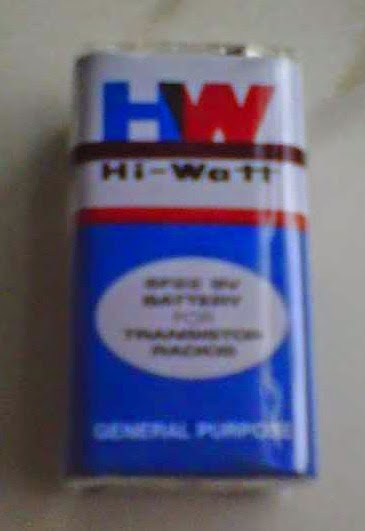 HW
Hi-Watt
6F22 9V
BATTERY
FOR
TRANSISTOR
RADIOS
GENERAL PURPOSE